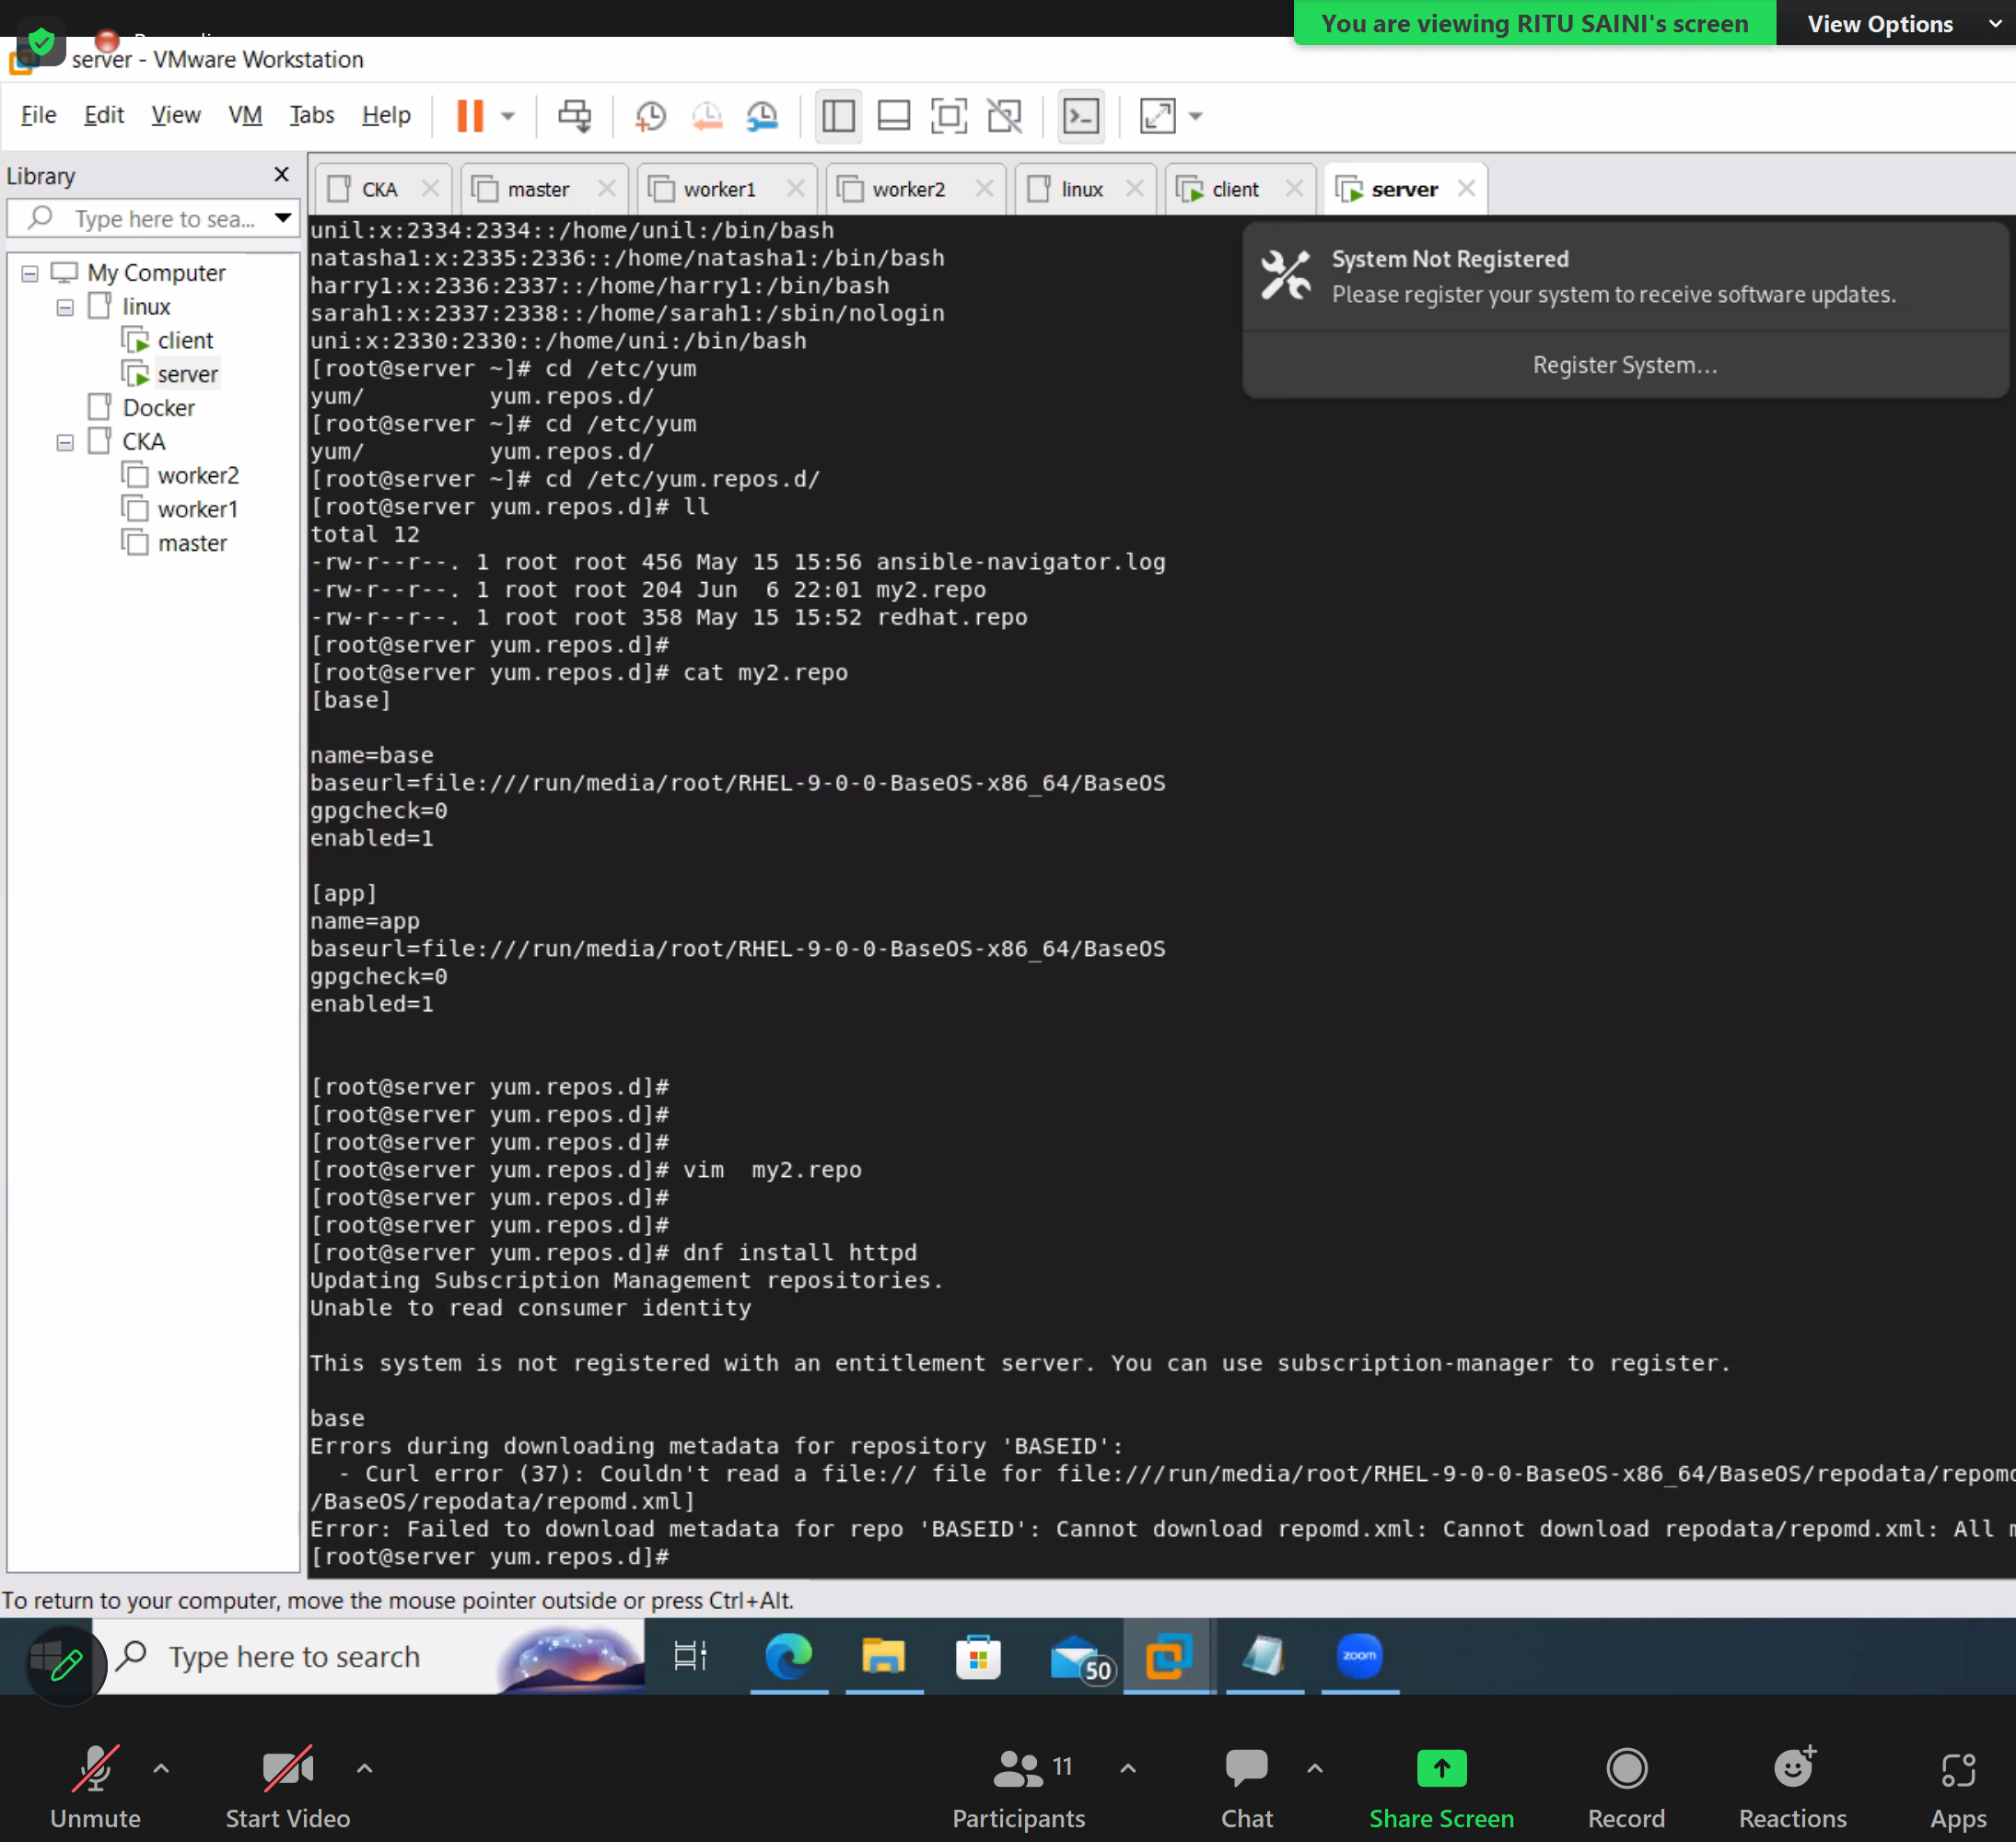 You are viewing RITU SAINI's screen
View Options
server - VMware Workstation
File Edit View VM Tabs Help
Library
Type here to sea...
My Computer
linux
client
server
Docker
CKA
worker2
worker1
master
CKA master worker1 worker2 linux client server
unil:x:2334:2334::/home/unil:/bin/bash
natasha1:x:2335:2336::/home/natasha1:/bin/bash
harry1:x:2336:2337::/home/harry1:/bin/bash
sarah1:x:2337:2338::/home/sarah1:/sbin/nologin
uni:x:2330:2330::/home/uni:/bin/bash
[root@server ~]# cd /etc/yum
yum/         yum.repos.d/
[root@server ~]# cd /etc/yum
yum/         yum.repos.d/
[root@server ~]# cd /etc/yum.repos.d/
[root@server yum.repos.d]# ll
total 12
-rw-r--r--. 1 root root 456 May 15 15:56 ansible-navigator.log
-rw-r--r--. 1 root root 204 Jun  6 22:01 my2.repo
-rw-r--r--. 1 root root 358 May 15 15:52 redhat.repo
[root@server yum.repos.d]#
[root@server yum.repos.d]# cat my2.repo
[base]
name=base
baseurl=file:///run/media/root/RHEL-9-0-0-BaseOS-x86_64/BaseOS
gpgcheck=0
enabled=1
[app]
name=app
baseurl=file:///run/media/root/RHEL-9-0-0-BaseOS-x86_64/BaseOS
gpgcheck=0
enabled=1
[root@server yum.repos.d]#
[root@server yum.repos.d]#
[root@server yum.repos.d]#
[root@server yum.repos.d]# vim  my2.repo
[root@server yum.repos.d]#
[root@server yum.repos.d]#
[root@server yum.repos.d]# dnf install httpd
Updating Subscription Management repositories.
Unable to read consumer identity
This system is not registered with an entitlement server. You can use subscription-manager to register.
base
Errors during downloading metadata for repository 'BASEID':
  - Curl error (37): Couldn't read a file:// file for file:///run/media/root/RHEL-9-0-0-BaseOS-x86_64/BaseOS/repodata/repomd
/BaseOS/repodata/repomd.xml]
Error: Failed to download metadata for repo 'BASEID': Cannot download repomd.xml: Cannot download repodata/repomd.xml: All
[root@server yum.repos.d]#
System Not Registered
Please register your system to receive software updates.
Register System...
To return to your computer, move the mouse pointer outside or press Ctrl+Alt.
Type here to search
50
zoom
11
Unmute
Start Video
Participants
Chat
Share Screen
Record
Reactions
Apps